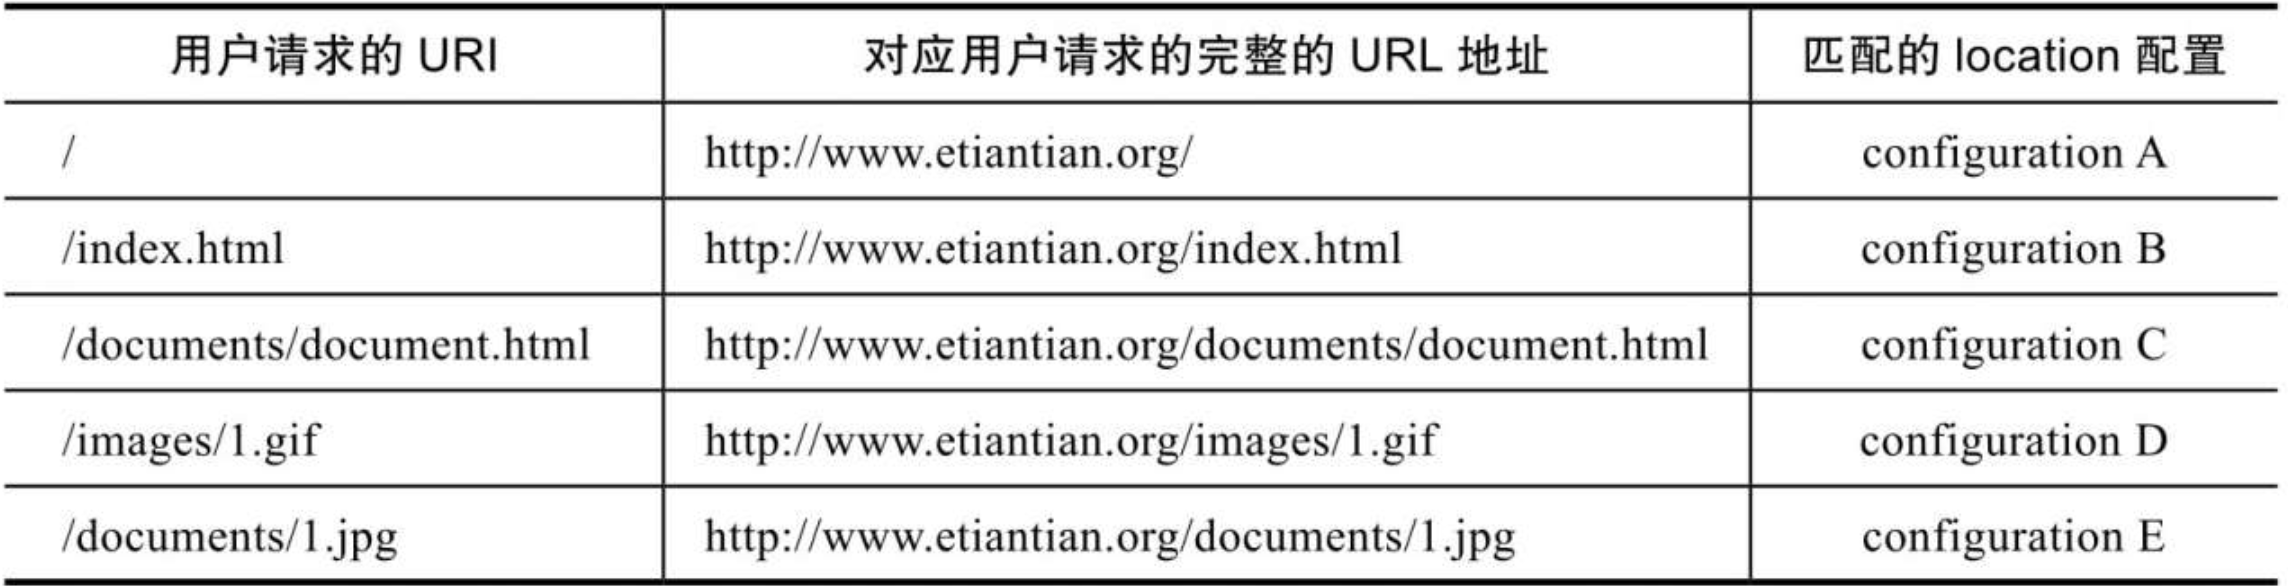 用户请求的 URI 对应用户请求的完整的 URL 地址 匹配的 location 配置
/ http://www.etiantian.org/ configuration A
/index.html http://www.etiantian.org/index.html configuration B
/documents/document.html http://www.etiantian.org/documents/document.html configuration C
/images/1.gif http://www.etiantian.org/images/1.gif configuration D
/documents/1.jpg http://www.etiantian.org/documents/1.jpg configuration E